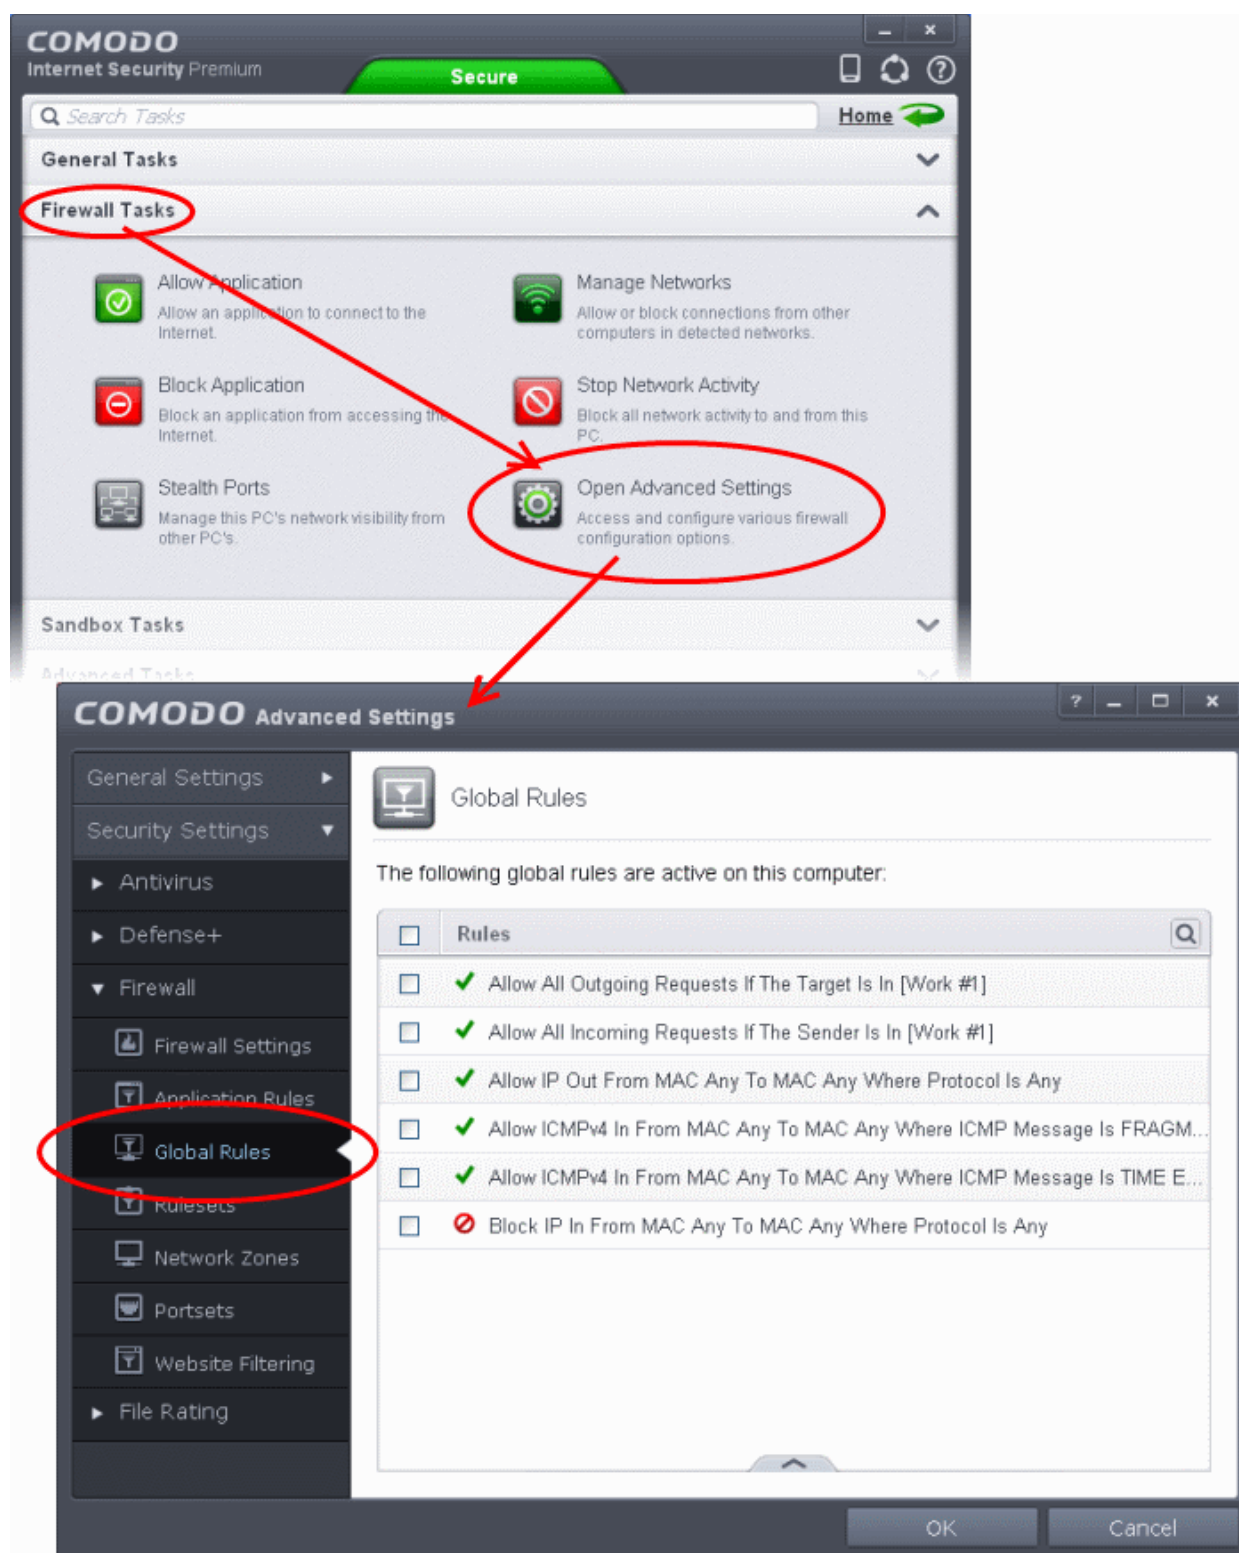 COMODO
Internet Security Premium
Secure
Search Tasks
Home
General Tasks
Firewall Tasks
Allow Application
Allow an application to connect to the
Internet.
Manage Networks
Allow or block connections from other
computers in detected networks.
Block Application
Block an application from accessing the
Internet.
Stop Network Activity
Block all network activity to and from this
PC.
Stealth Ports
Manage this PC's network visibility from
other PC's.
Open Advanced Settings
Access and configure various firewall
configuration options.
Sandbox Tasks
Advanced Tasks
COMODO Advanced Settings
General Settings
Security Settings
Antivirus
Defense+
Firewall
Firewall Settings
Application Rules
Global Rules
Rulesets
Network Zones
Portsets
Website Filtering
File Rating
Global Rules
The following global rules are active on this computer:
Rules
Allow All Outgoing Requests If The Target Is In [Work #1]
Allow All Incoming Requests If The Sender Is In [Work #1]
Allow IP Out From MAC Any To MAC Any Where Protocol Is Any
Allow ICMPv4 In From MAC Any To MAC Any Where ICMP Message Is FRAGM...
Allow ICMPv4 In From MAC Any To MAC Any Where ICMP Message Is TIME E...
Block IP In From MAC Any To MAC Any Where Protocol Is Any
OK
Cancel